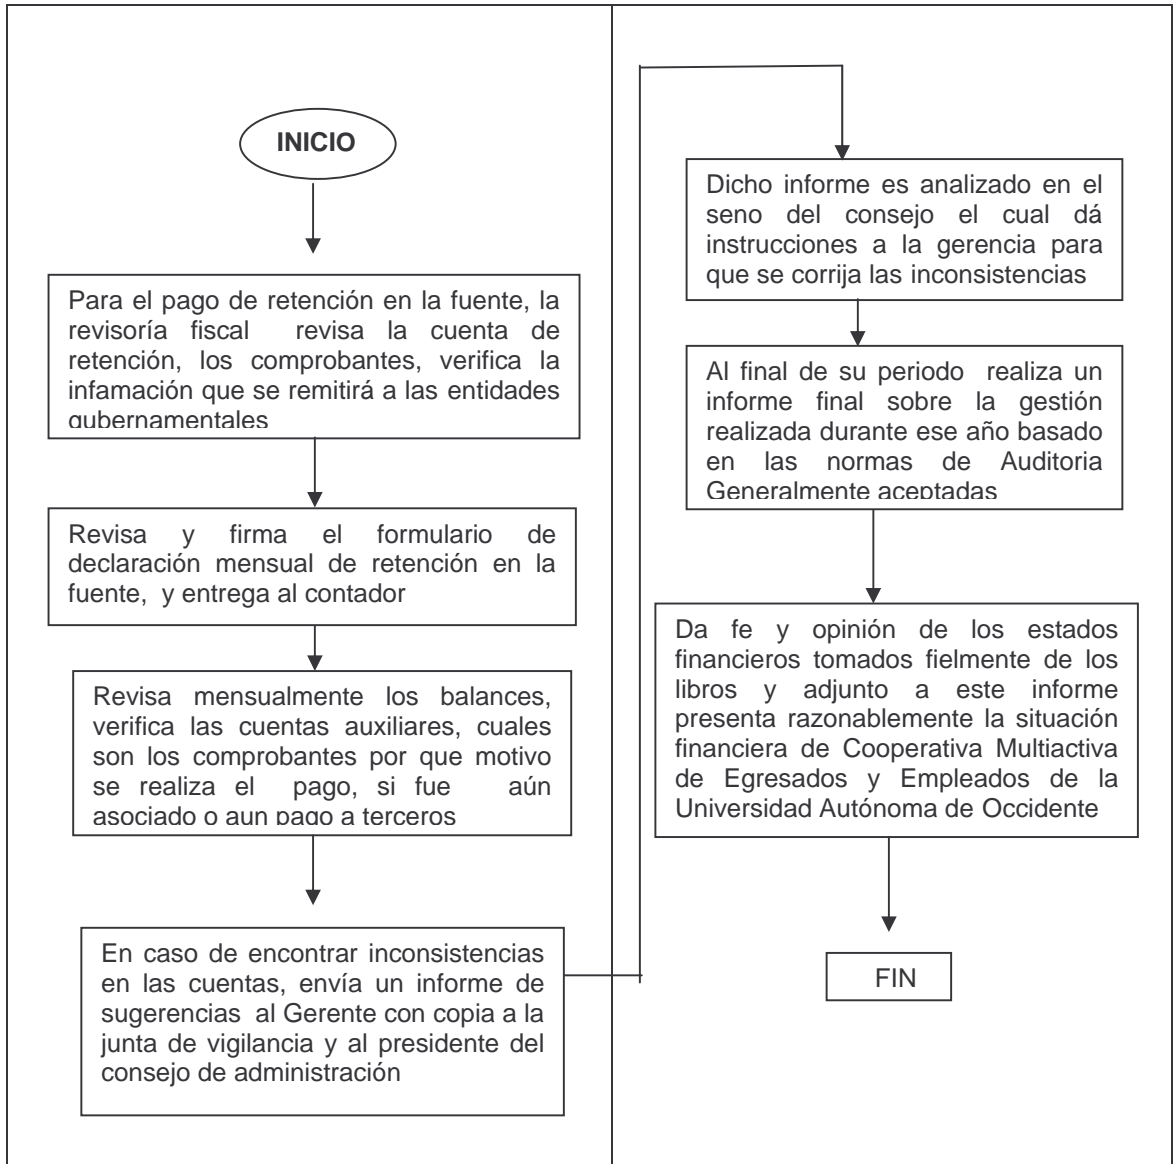 INICIO
Para el pago de retención en la fuente, la
revisoría fiscal revisa la cuenta de
retención, los comprobantes, verifica la
infamación que se remitirá a las entidades
gubernamentales
Revisa y firma el formulario de
declaración mensual de retención en la
fuente, y entrega al contador
Revisa mensualmente los balances,
verifica las cuentas auxiliares, cuales
son los comprobantes por que motivo
se realiza el pago, si fue aún
asociado o aun pago a terceros
En caso de encontrar inconsistencias
en las cuentas, envía un informe de
sugerencias al Gerente con copia a la
junta de vigilancia y al presidente del
consejo de administración
Dicho informe es analizado en el
seno del consejo el cual dá
instrucciones a la gerencia para
que se corrija las inconsistencias
Al final de su periodo realiza un
informe final sobre la gestión
realizada durante ese año basado
en las normas de Auditoria
Generalmente aceptadas
Da fe y opinión de los estados
financieros tomados fielmente de los
libros y adjunto a este informe
presenta razonablemente la situación
financiera de Cooperativa Multiactiva
de Egresados y Empleados de la
Universidad Autónoma de Occidente
FIN